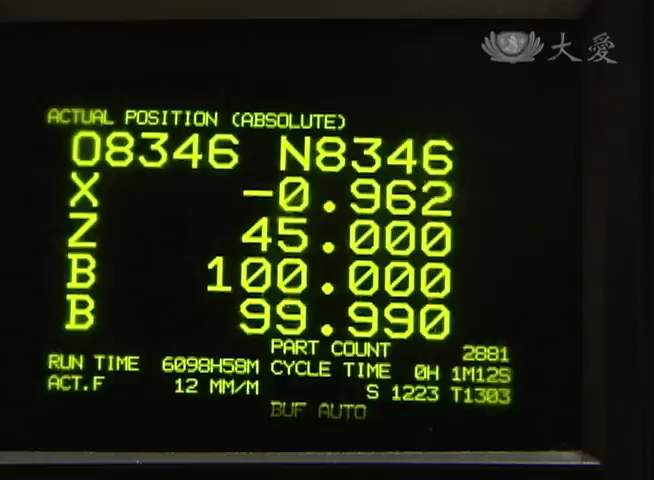 大愛
ACTUAL POSITION (ABSOLUTE)
O8346 N8346
X -0.962
Z 45.000
B 100.000
B 99.990
PART COUNT 2881
RUN TIME 6098H58M CYCLE TIME 0H 1M12S
ACT.F 12 MM/M S 1223 T1303
BUF AUTO